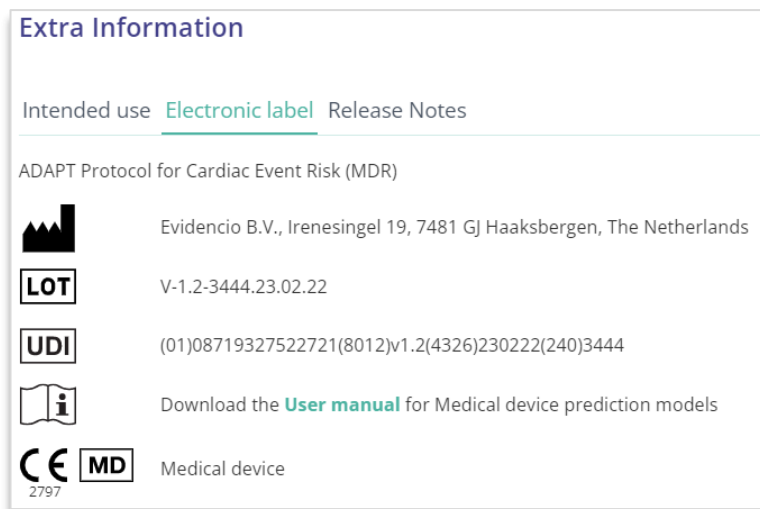 Extra Information
Intended use Electronic label Release Notes
ADAPT Protocol for Cardiac Event Risk (MDR)
Evidencio B.V., Irenesingel 19, 7481 GJ Haaksbergen, The Netherlands
LOT V-1.2-3444.23.02.22
UDI (01)08719327522721(8012)v1.2(4326)230222(240)3444
i Download the User manual for Medical device prediction models
CE MD Medical device
2797